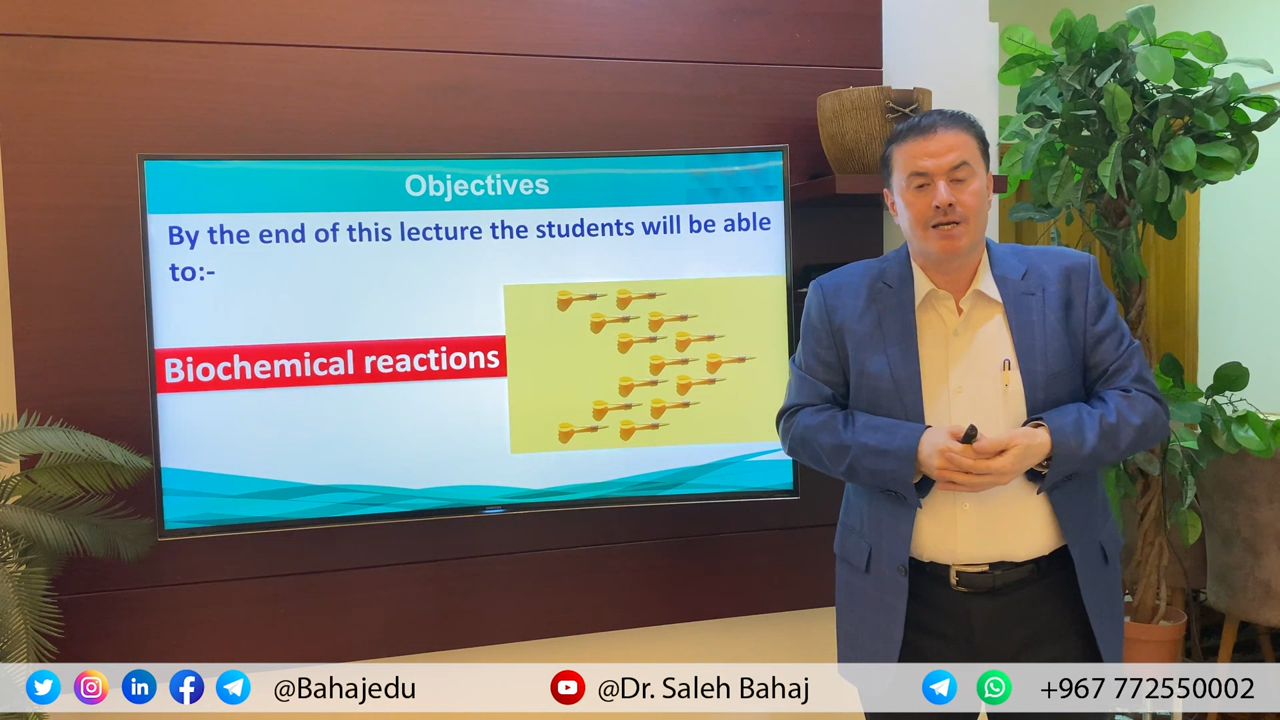 Objectives
By the end of this lecture the students will be able
to:-
Biochemical reactions
@Bahajedu
@Dr. Saleh Bahaj
+967 772550002